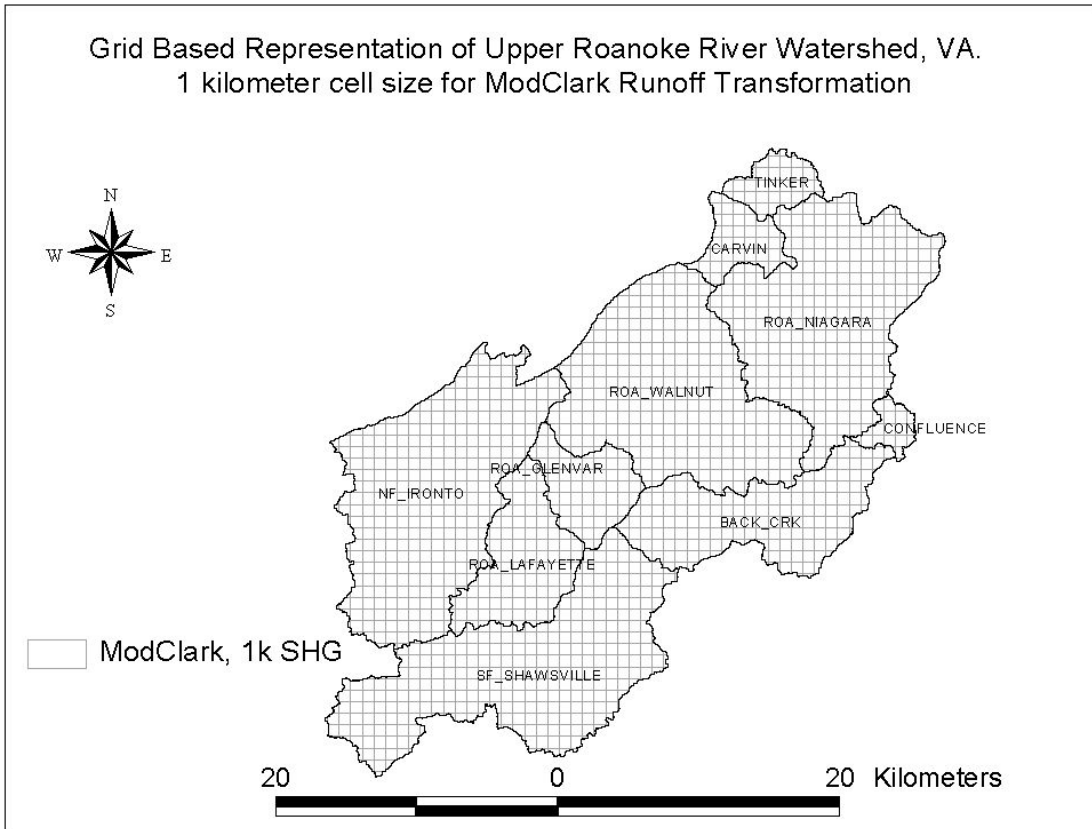 Grid Based Representation of Upper Roanoke River Watershed, VA.
1 kilometer cell size for ModClark Runoff Transformation
N
W
E
S
TINKER
CARVIN
ROA_NIAGARA
ROA_WALNUT
CONFLUENCE
ROA_GLENVAR
NF_IRONTO
BACK_CRK
ROA_LAFAYETTE
ModClark, 1k SHG
SF_SHAWSVILLE
20 0 20 Kilometers